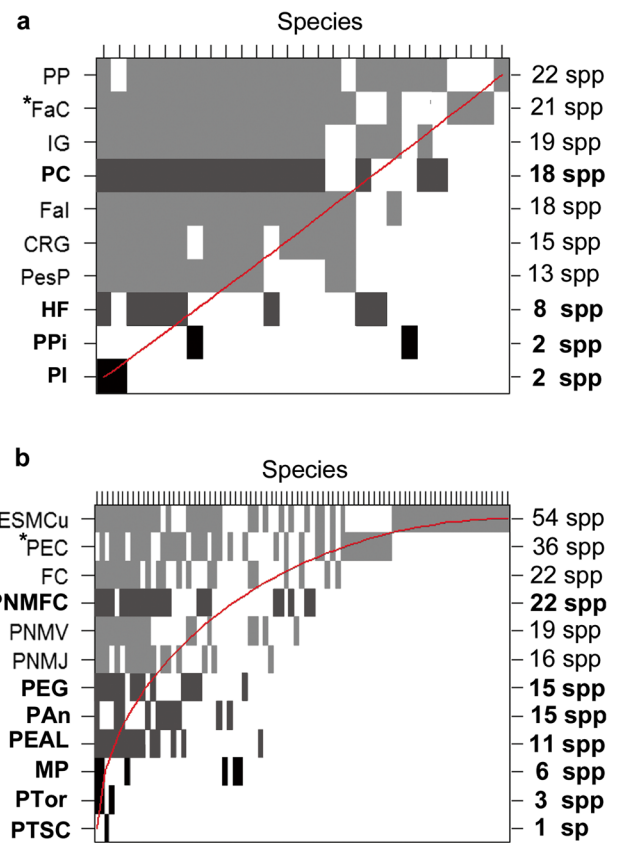 a
Species
PP 22 spp
*FaC 21 spp
IG 19 spp
PC 18 spp
FaI 18 spp
CRG 15 spp
PesP 13 spp
HF 8 spp
PPi 2 spp
PI 2 spp
b
Species
ESMCu 54 spp
*PEC 36 spp
FC 22 spp
PNMFC 22 spp
PNMV 19 spp
PNMJ 16 spp
PEG 15 spp
PAn 15 spp
PEAL 11 spp
MP 6 spp
PTor 3 spp
PTSC 1 sp